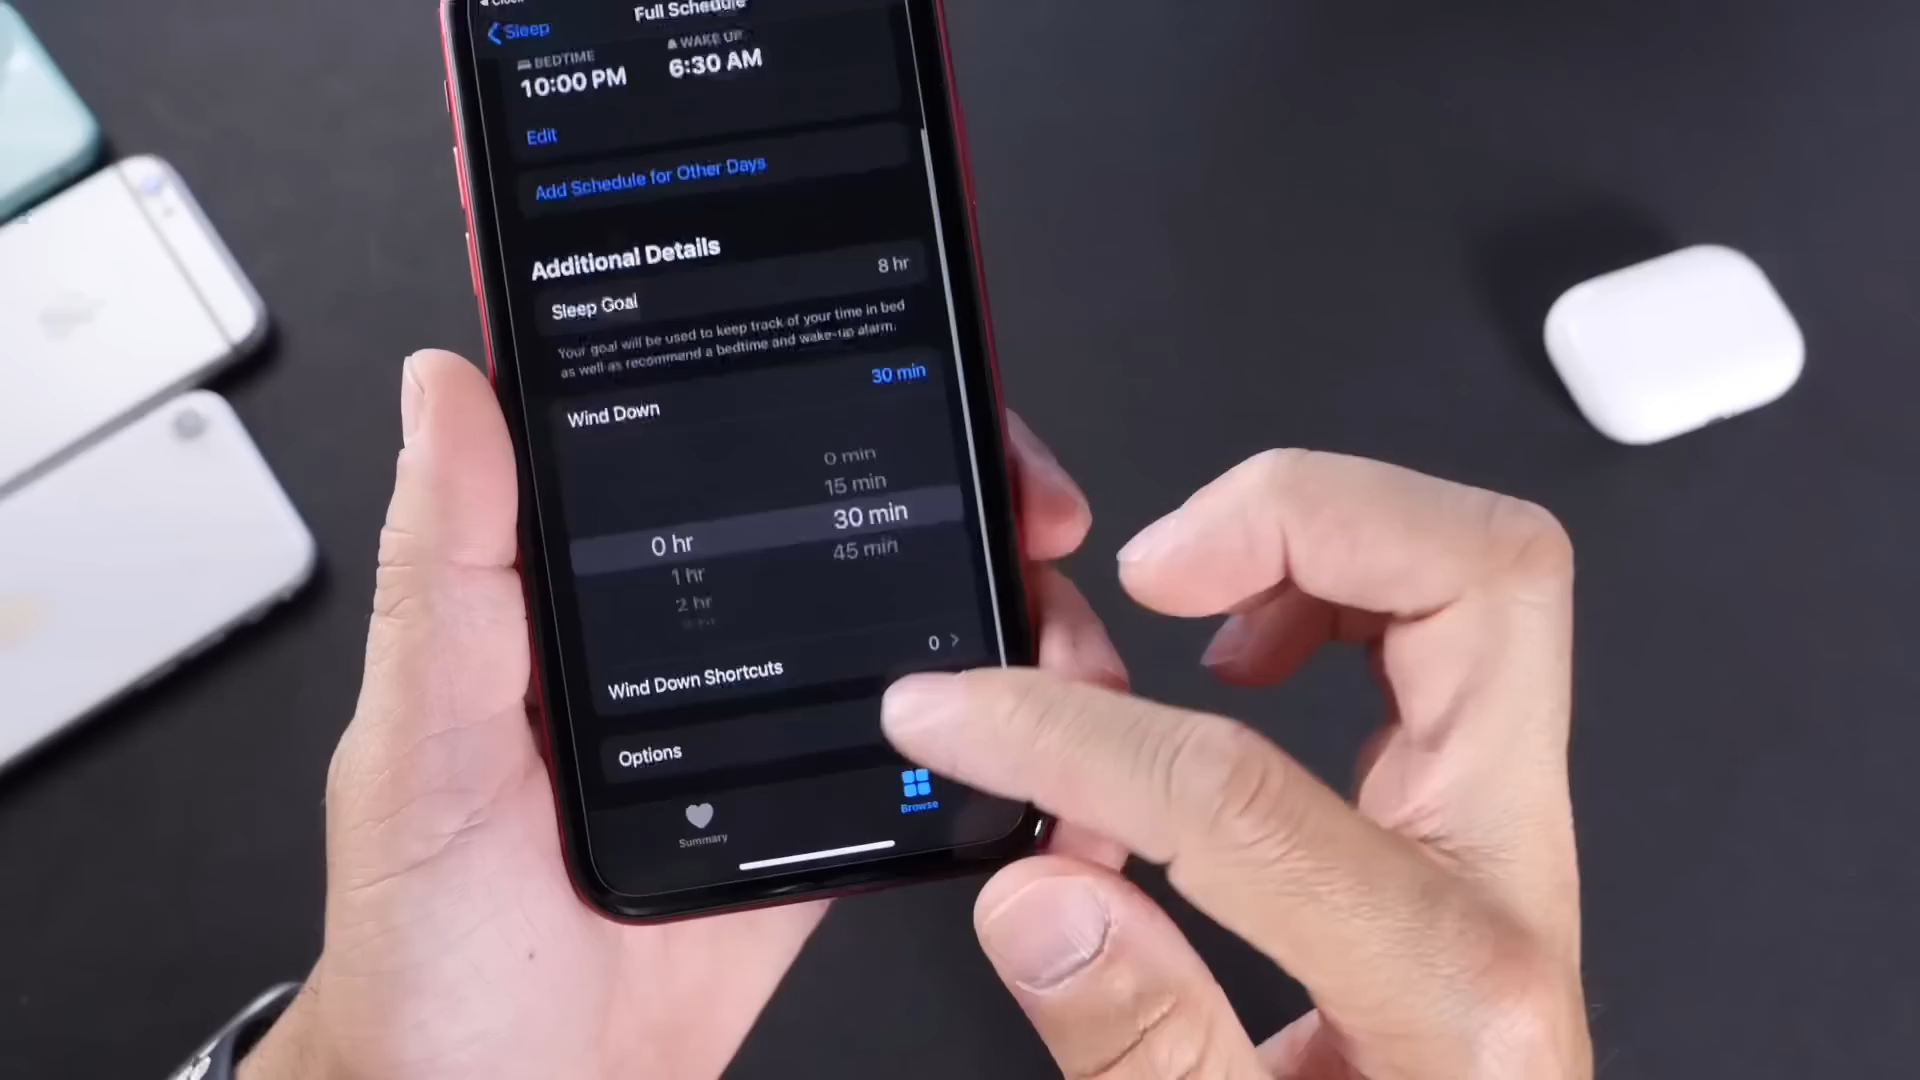 Clock
Full Schedule
Sleep
BEDTIME
WAKE UP
10:00 PM
6:30 AM
Edit
Add Schedule for Other Days
Additional Details
Sleep Goal
8 hr
Your goal will be used to keep track of your time in bed
as well as recommend a bedtime and wake-up alarm.
Wind Down
30 min
0 min
15 min
0 hr
30 min
1 hr
45 min
2 hr
Wind Down Shortcuts
0
Options
Summary
Browse